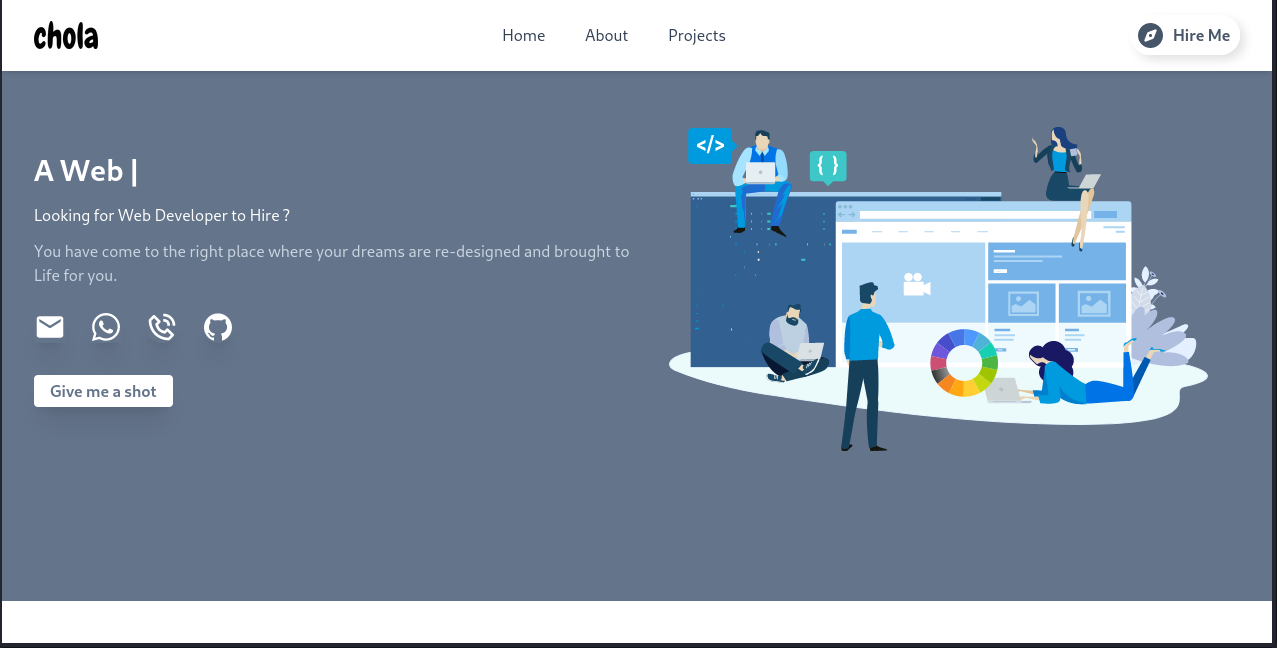 chola
Home
About
Projects
Hire Me
</>
{ }
A Web |
Looking for Web Developer to Hire ?
You have come to the right place where your dreams are re-designed and brought to
Life for you.
Give me a shot